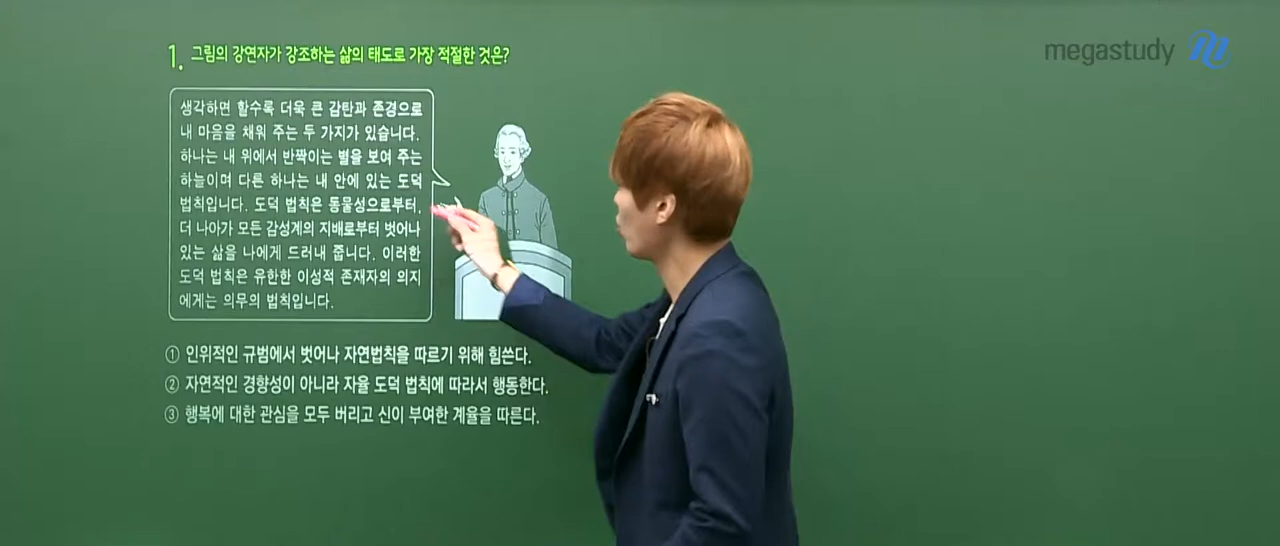 megastudy
1. 그림의 강연자가 강조하는 삶의 태도로 가장 적절한 것은?
생각하면 할수록 더욱 큰 감탄과 존경으로
내 마음을 채워 주는 두 가지가 있습니다.
하나는 내 위에서 반짝이는 별을 보여 주는
하늘이며 다른 하나는 내 안에 있는 도덕
법칙입니다. 도덕 법칙은 동물성으로부터,
더 나아가 모든 감성계의 지배로부터 벗어나
있는 삶을 나에게 드러내 줍니다. 이러한
도덕 법칙은 유한한 이성적 존재자의 의지
에게는 의무의 법칙입니다.
① 인위적인 규범에서 벗어나 자연법칙을 따르기 위해 힘쓴다.
② 자연적인 경향성이 아니라 자율 도덕 법칙에 따라서 행동한다.
③ 행복에 대한 관심을 모두 버리고 신이 부여한 계율을 따른다.